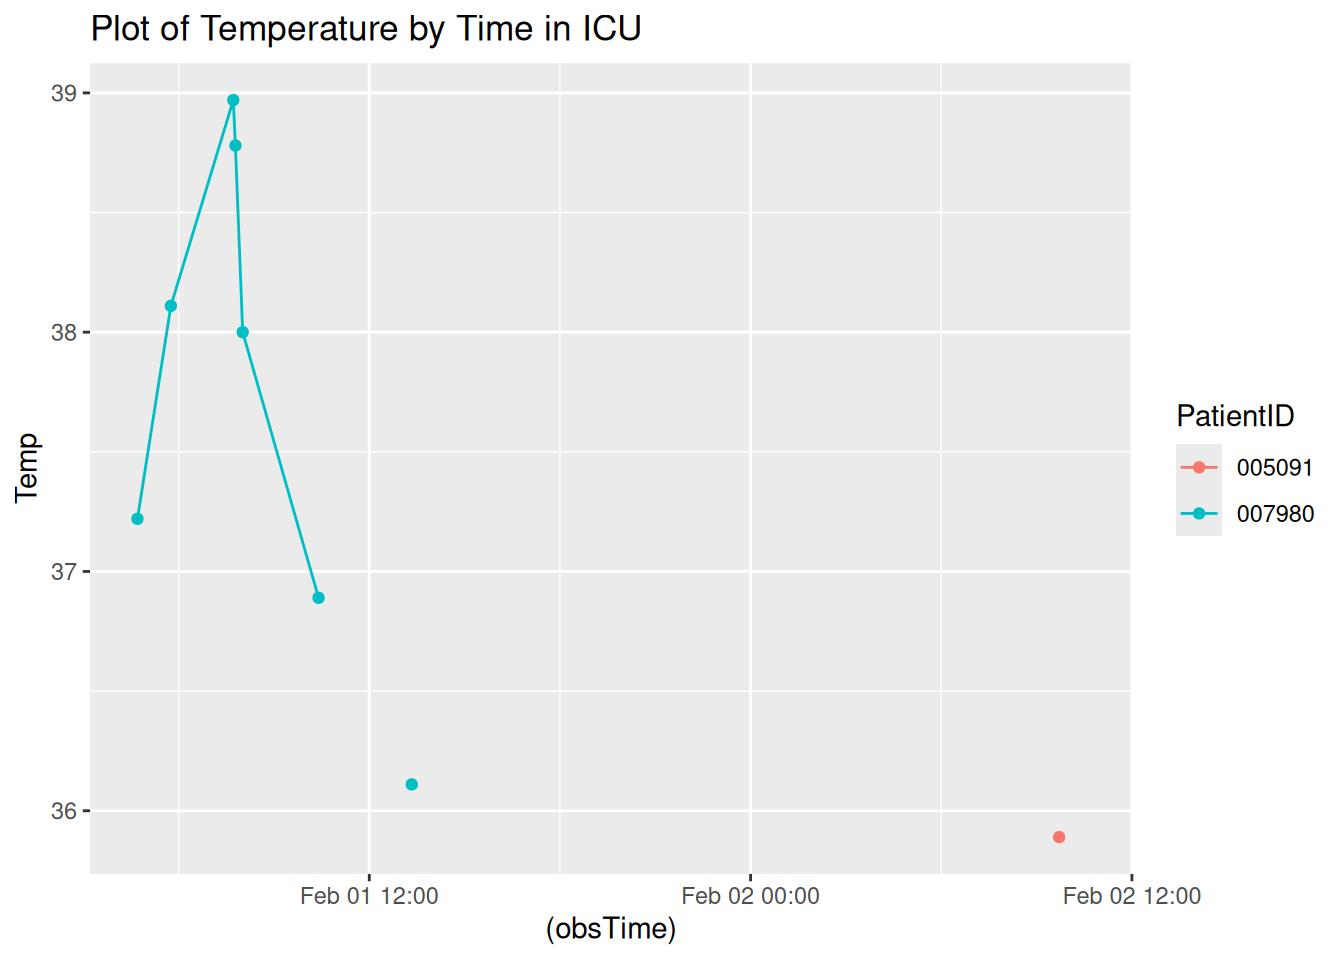 Plot of Temperature by Time in ICU
39
38
37
36
Temp
Feb 01 12:00
Feb 02 00:00
Feb 02 12:00
(obsTime)
PatientID
005091
007980